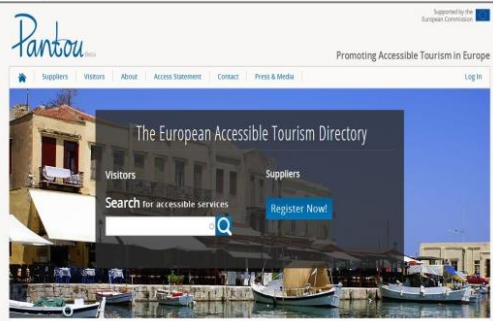 Supported by the
European Commission
Pantou
Promoting Accessible Tourism in Europe
Suppliers
Visitors
About
Access Statement
Contact
Press & Media
Log In
The European Accessible Tourism Directory
Visitors
Suppliers
Search for accessible services
Register Now!